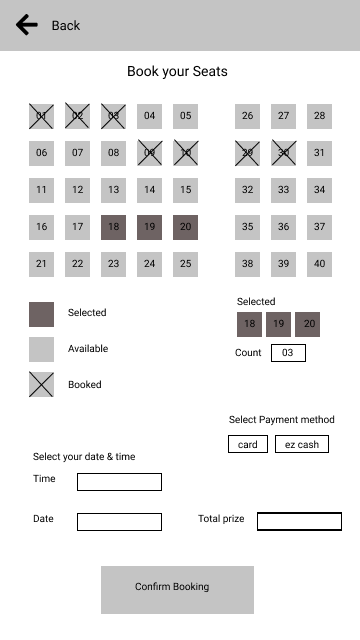 Back
Book your Seats
01 02 03 04 05 26 27 28
06 07 08 09 10 29 30 31
11 12 13 14 15 32 33 34
16 17 18 19 20 35 36 37
21 22 23 24 25 38 39 40
Selected
Available
Booked
Selected
18 19 20
Count 03
Select Payment method
card ez cash
Select your date & time
Time
Date
Total prize
Confirm Booking